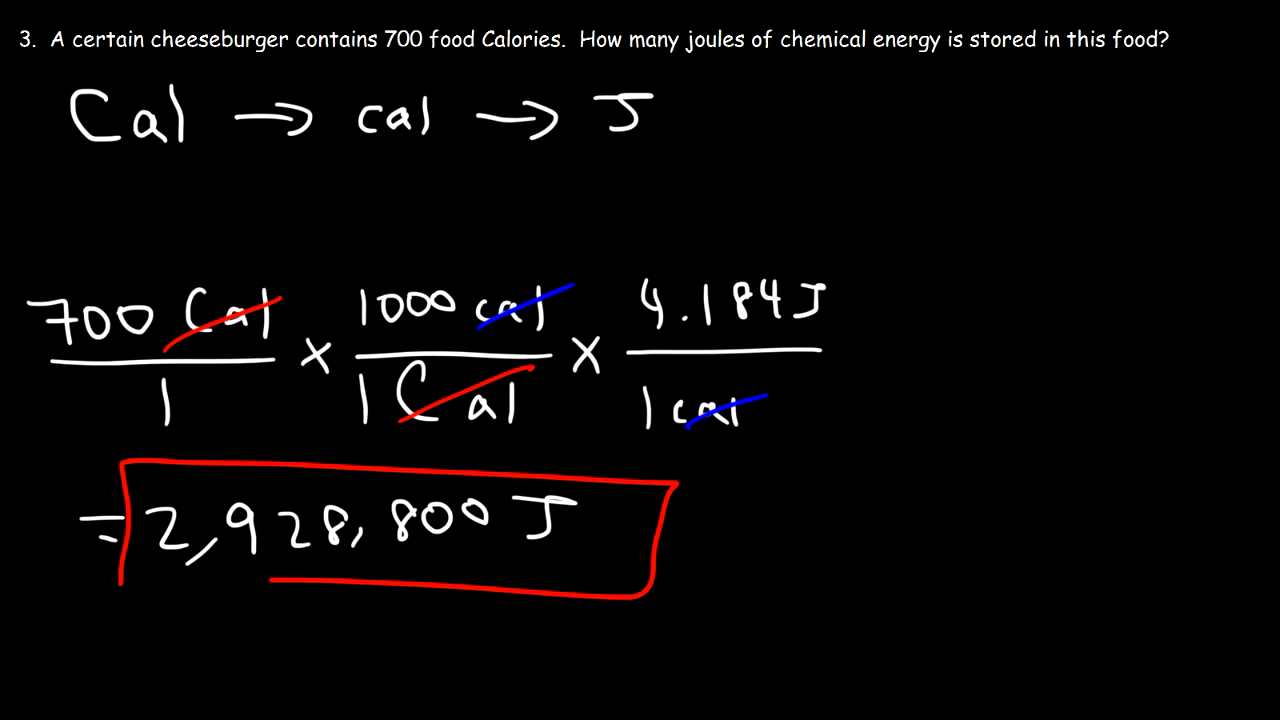 3. A certain cheeseburger contains 700 food Calories. How many joules of chemical energy is stored in this food?
Cal → cal → J
700 Cal × 1000 cal × 4.184 J
1 1 Cal 1 cal
= 2,928,800 J